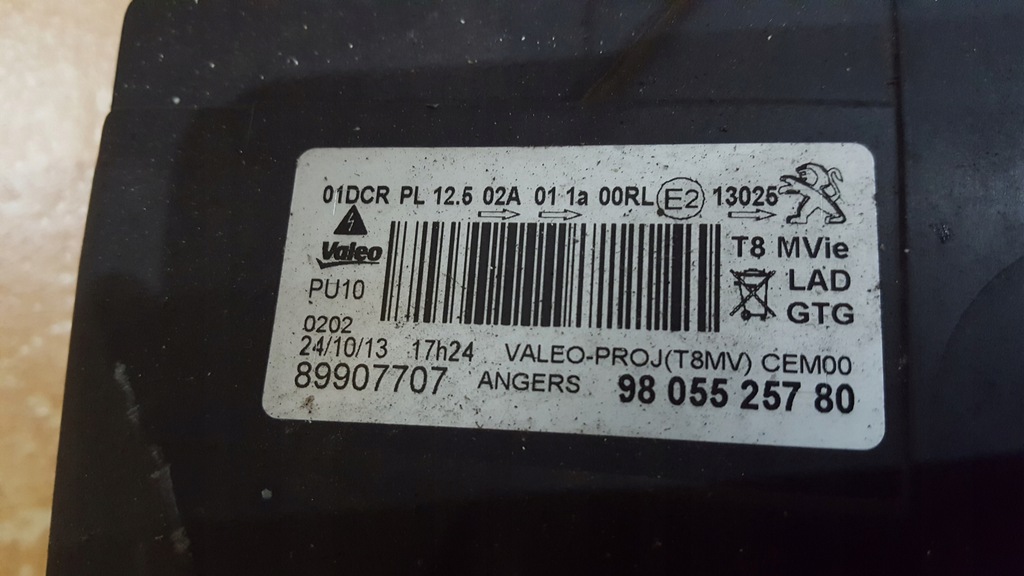 01DCR PL 12.5 02A 01 1a 00RL E2 13025
Valeo
T8 MVie
LAD
PU10
GTG
0202
24/10/13 17h24 VALEO-PROJ(T8MV) CEM00
89907707 ANGERS 98 055 257 80